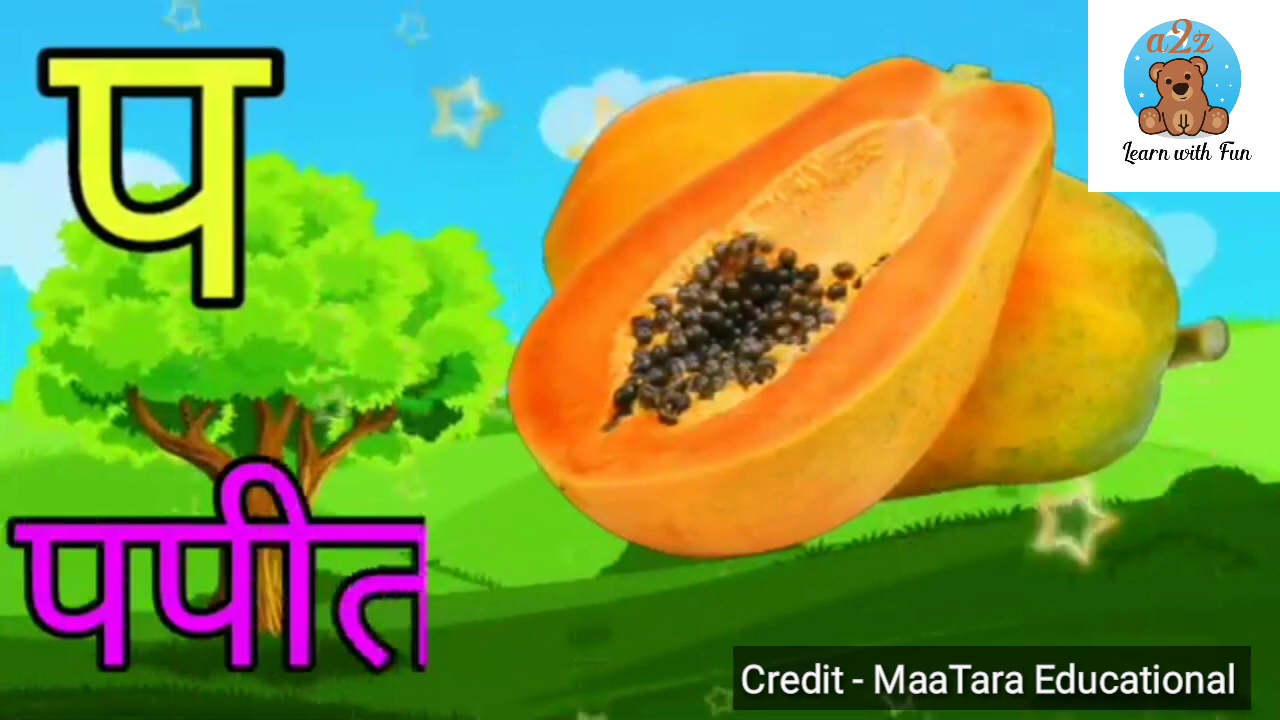 प
a2z
Learn with Fun
पपीत
Credit - MaaTara Educational